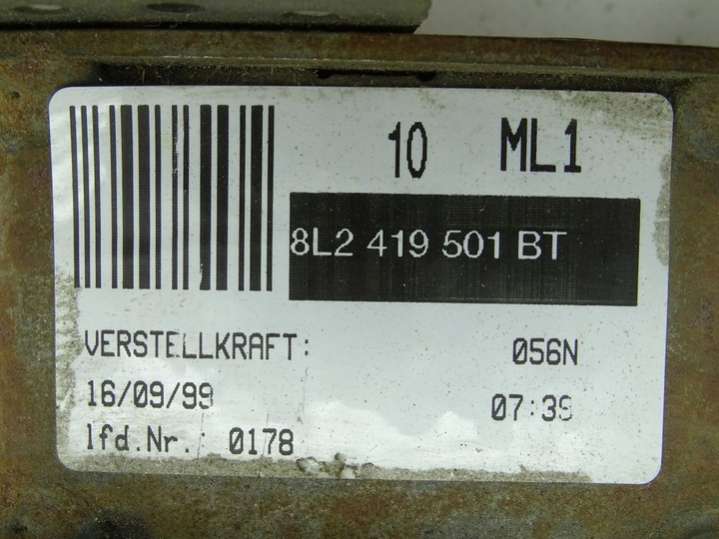 10 ML1
8L2 419 501 BT
VERSTELLKRAFT: 056N
16/09/99 07:39
lfd.Nr.: 0178